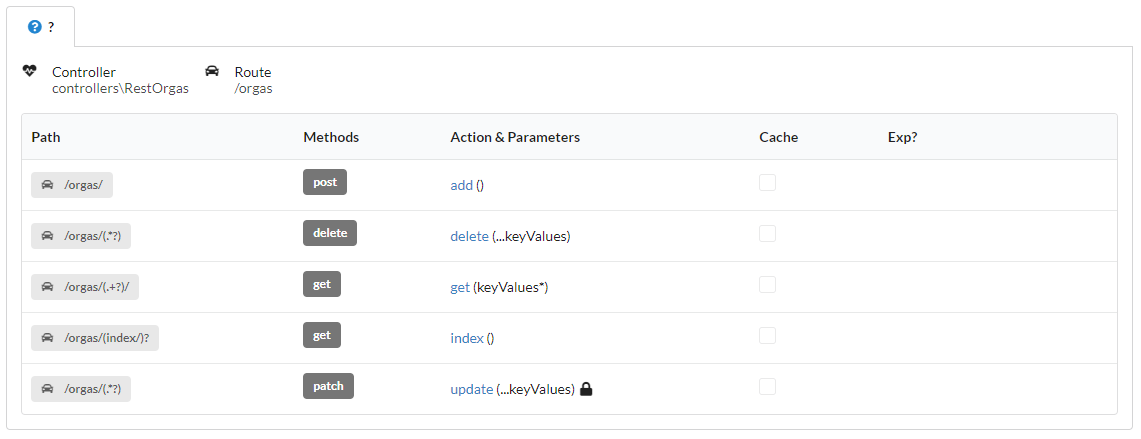 ?
Controller
controllers\RestOrgas
Route
/orgas
Path Methods Action & Parameters Cache Exp?
/orgas/ post add ()
/orgas/(.*?) delete delete (...keyValues)
/orgas/(.+?)/ get get (keyValues*)
/orgas/(index/)? get index ()
/orgas/(.*?) patch update (...keyValues)